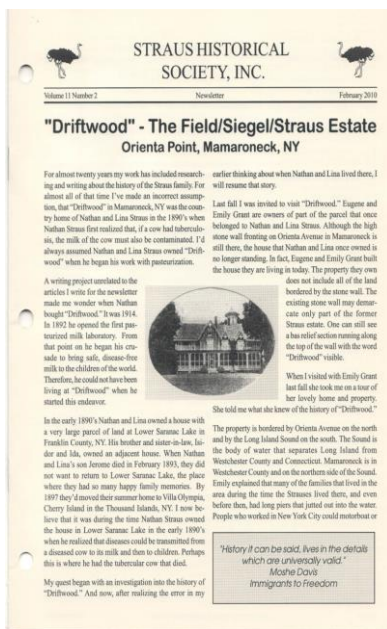 STRAUS HISTORICAL
SOCIETY, INC.
Volume 11 Number 2 Newsletter February 2010
"Driftwood" - The Field/Siegel/Straus Estate
Orienta Point, Mamaroneck, NY
For almost twenty years my work has included research-
ing and writing about the history of the Straus family. For
almost all of that time I've made an incorrect assump-
tion, that "Driftwood" in Mamaroneck, NY was the coun-
try home of Nathan and Lina Straus in the 1890's when
Nathan Straus first realized that, if a cow had tuberculo-
sis, the milk of the cow must also be contaminated. I'd
always assumed Nathan and Lina Straus owned "Drift-
wood" when he began his work with pasteurization.
A writing project unrelated to the
articles I write for the newsletter
made me wonder when Nathan
bought "Driftwood." It was 1914.
In 1892 he opened the first pas-
teurized milk laboratory. From
that point on he began his cru-
sade to bring safe, disease-free
milk to the children of the world.
Therefore, he could not have been
living at "Driftwood" when he
started this endeavor.
In the early 1890's Nathan and Lina owned a house with
a very large parcel of land at Lower Saranac Lake in
Franklin County, NY. His brother and sister-in-law, Isi-
dor and Ida, owned an adjacent house. When Nathan
and Lina's son Jerome died in February 1893, they did
not want to return to Lower Saranac Lake, the place
where they had so many happy family memories. By
1897 they'd moved their summer home to Villa Olympia,
Cherry Island in the Thousand Islands, NY. I now be-
lieve that it was during the time Nathan Straus owned
the house in Lower Saranac Lake in the early 1890's
when he realized that diseases could be transmitted from
a diseased cow to its milk and then to children. Perhaps
this is where he had the tubercular cow that died.
My quest began with an investigation into the history of
"Driftwood." And now, after realizing the error in my
earlier thinking about when Nathan and Lina lived there, I
will resume that story.
Last fall I was invited to visit "Driftwood." Eugene and
Emily Grant are owners of part of the parcel that once
belonged to Nathan and Lina Straus. Although the high
stone wall fronting on Orienta Avenue in Mamaroneck is
still there, the house that Nathan and Lina once owned is
no longer standing. In fact, Eugene and Emily Grant built
the house they are living in today. The property they own
does not include all of the land
bordered by the stone wall. The
existing stone wall may demar-
cate only part of the former
Straus estate. One can still see
a bas relief section running along
the top of the wall with the word
"Driftwood" visible.
When I visited with Emily Grant
last fall she took me on a tour of
her lovely home and property.
She told me what she knew of the history of "Driftwood."
The property is bordered by Orienta Avenue on the north
and by the Long Island Sound on the south. The Sound is
the body of water that separates Long Island from
Westchester County and Connecticut. Mamaroneck is in
Westchester County and on the northern side of the Sound.
Emily explained that many of the families that lived in the
area during the time the Strauses lived there, and even
before then, had long piers that jutted out into the water.
People who worked in New York City could motorboat or
"History it can be said, lives in the details
which are universally valid."
Moshe Davis
Immigrants to Freedom